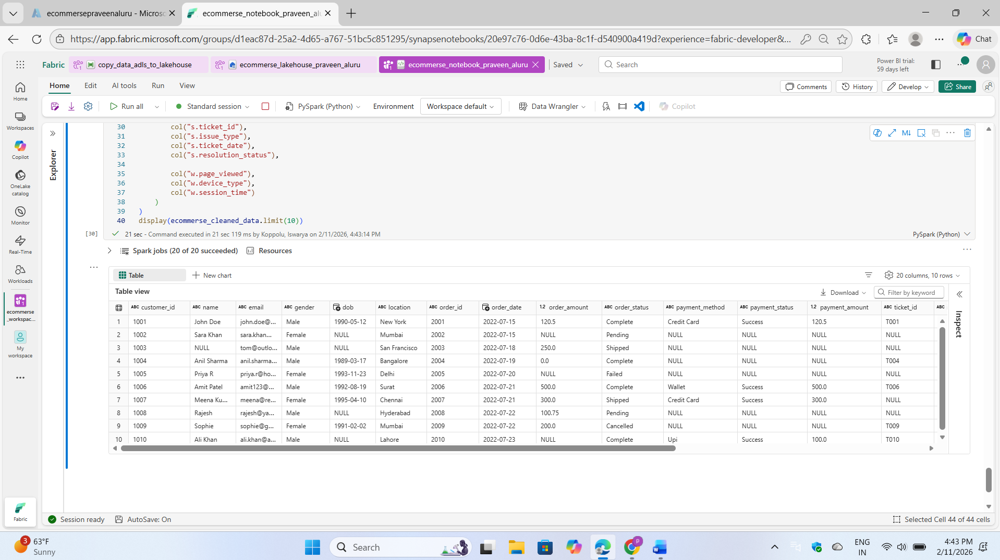 ecommersepraveenaluru - Microso
ecommerse_notebook_praveen_al
https://app.fabric.microsoft.com/groups/d1eac87d-25a2-4d65-a767-51bc5c851295/synapsenotebooks/20e97c76-0d6e-43ba-8c1f-d540900a419d?experience=fabric-developer&...
Chat
Fabric
copy_data_adls_to_lakehouse
ecommerse_lakehouse_praveen_aluru
ecommerse_notebook_praveen_aluru
Saved
Search
Power BI trial:
59 days left
Home Edit AI tools Run View
Comments History Develop Share
Run all Standard session PySpark (Python) Environment Workspace default Data Wrangler Copilot
Home
Workspaces
Copilot
OneLake
catalog
Monitor
Real-Time
Workloads
ecommerse
_workspac...
My
workspace
Fabric
Explorer
30 col("s.ticket_id"),
31 col("s.issue_type"),
32 col("s.ticket_date"),
33 col("s.resolution_status"),
34
35 col("w.page_viewed"),
36 col("w.device_type"),
37 col("w.session_time")
38 )
39 )
40 display(ecommerse_cleaned_data.limit(10))
M↓
[30] 21 sec - Command executed in 21 sec 119 ms by Koppolu, Iswarya on 2/11/2026, 4:43:14 PM PySpark (Python)
Spark jobs (20 of 20 succeeded) Resources
Table New chart 20 columns, 10 rows
Table view Download Filter by keyword
Inspect
ABC customer_id ABC name ABC email ABC gender dob ABC location ABC order_id order_date 1.2 order_amount ABC order_status ABC payment_method ABC payment_status 1.2 payment_amount ABC ticket_id ABC
1 1001 John Doe john.doe@... Male 1990-05-12 New York 2001 2022-07-15 120.5 Complete Credit Card Success 120.5 T001
2 1002 Sara Khan sara.khan... Female NULL Mumbai 2002 2022-07-15 NULL Pending NULL NULL NULL NULL
3 1003 NULL tom@outlo... Male NULL San Francisco 2003 2022-07-18 250.0 Shipped NULL NULL NULL NULL
4 1004 Anil Sharma anil.sharma... Male 1989-03-17 Bangalore 2004 2022-07-19 0.0 Complete NULL NULL NULL T004
5 1005 Priya R priya.r@ho... Female 1993-11-23 Delhi 2005 2022-07-20 NULL Failed NULL NULL NULL NULL
6 1006 Amit Patel amit123@... Male 1992-08-19 Surat 2006 2022-07-21 500.0 Complete Wallet Success 500.0 T006
7 1007 Meena Ku... meena@re... Female 1995-04-10 Chennai 2007 2022-07-21 300.0 Shipped Credit Card Success 300.0 NULL
8 1008 Rajesh rajesh@ya... Male NULL Hyderabad 2008 2022-07-22 100.75 Pending NULL NULL NULL NULL
9 1009 Sophie sophie@g... Female 1991-02-02 Mumbai 2009 2022-07-22 200.0 Cancelled NULL NULL NULL T009
10 1010 Ali Khan ali.khan@a... Male NULL Lahore 2010 2022-07-23 NULL Complete Upi Success 100.0 T010
Session ready AutoSave: On Selected Cell 44 of 44 cells
3
63°F
Sunny
Search
ENG
IN
4:43 PM
2/11/2026